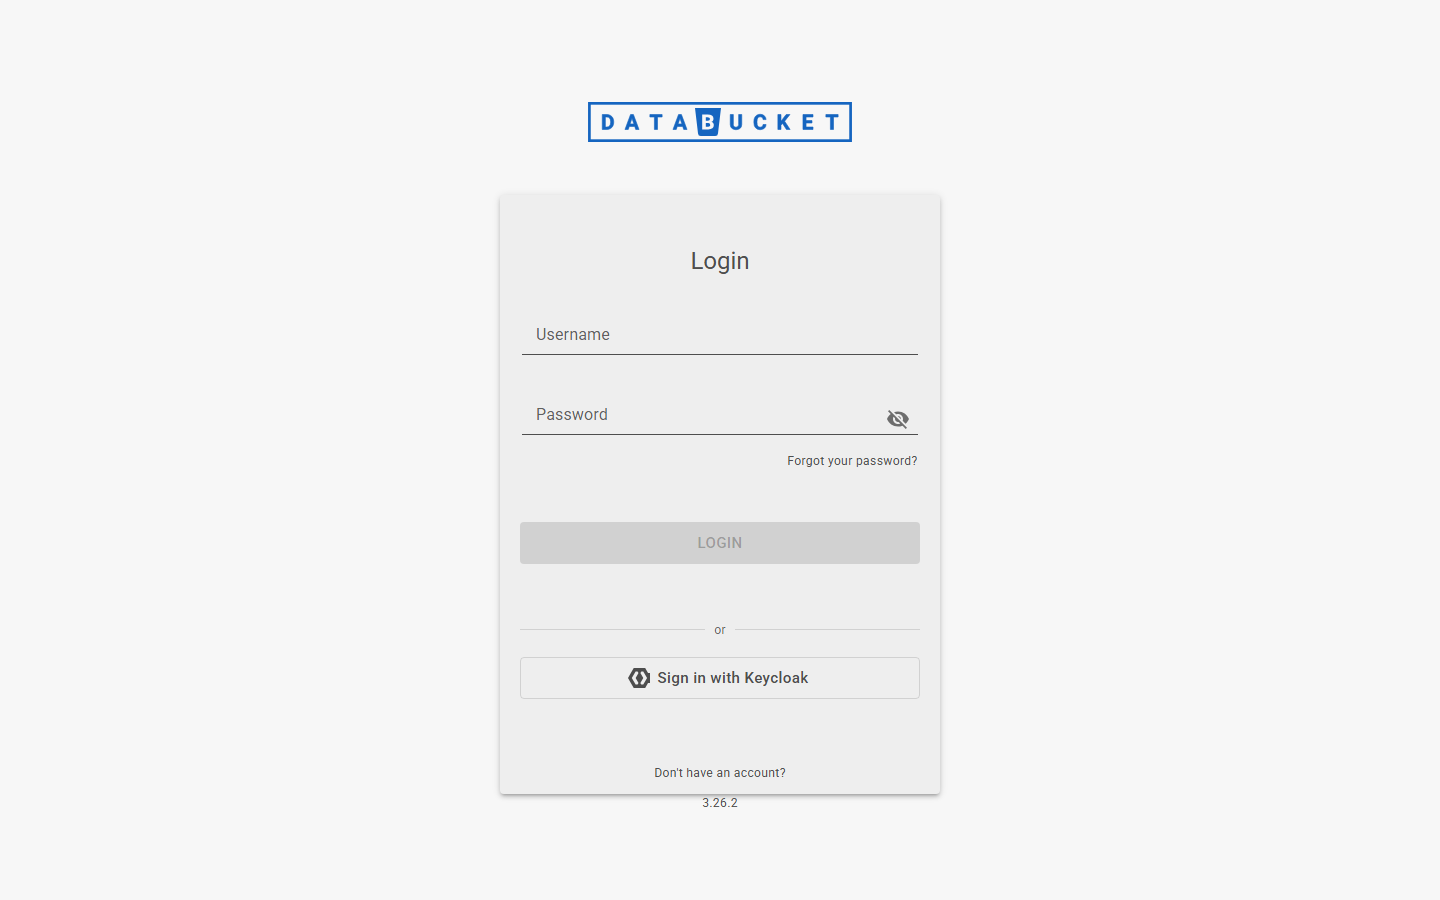 DATABUCKET
Login
Username
Password
Forgot your password?
LOGIN
or
Sign in with Keycloak
Don't have an account?
3.26.2